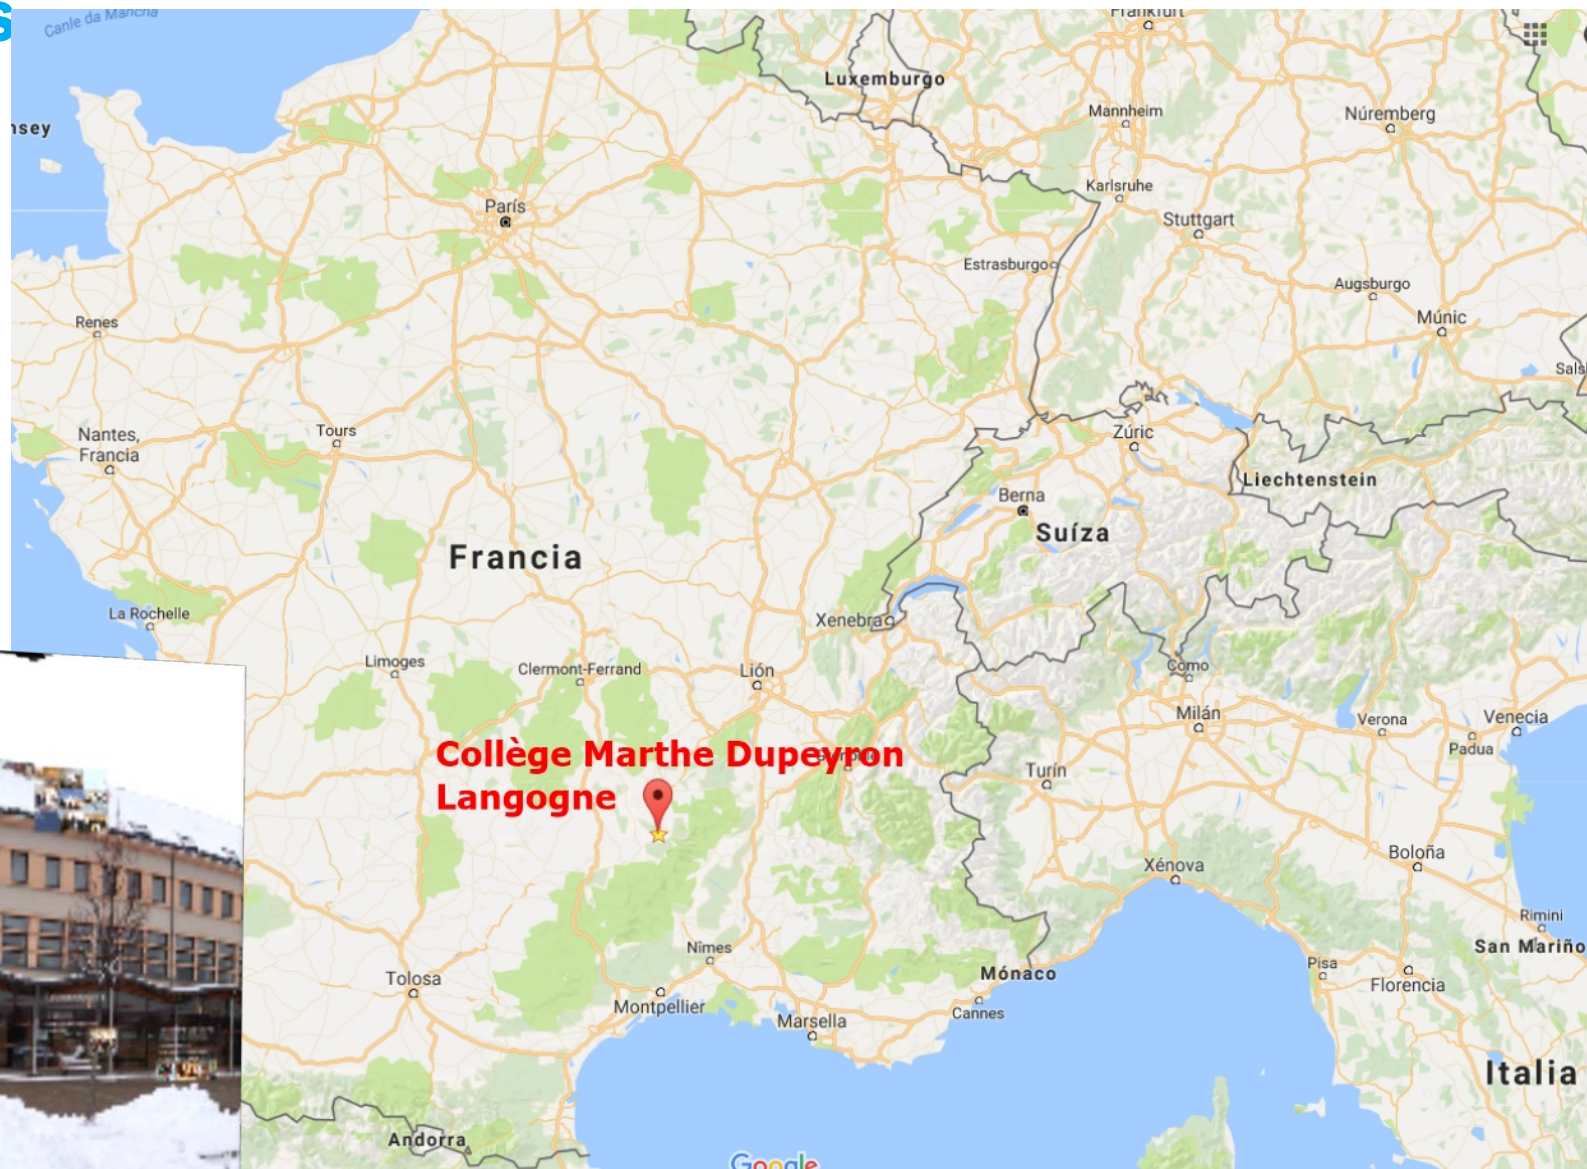 s
Canle da Mancha
Frankfurt
Luxemburgo
Mannheim
Núremberg
nsey
Karlsruhe
París
Stuttgart
Estrasburgo
Augsburgo
Renes
Múnic
Sals
Nantes,
Francia
Tours
Zúric
Liechtenstein
Berna
Suíza
Francia
La Rochelle
Xenebra
Limoges
Clermont-Ferrand
Lión
Como
Milán
Verona
Venecia
Padua
Collège Marthe Dupeyron
Langogne
Turín
Xénova
Boloña
Rimini
San Mariño
Nîmes
Tolosa
Mónaco
Pisa
Florencia
Montpellier
Marsella
Cannes
Italia
Andorra
Google